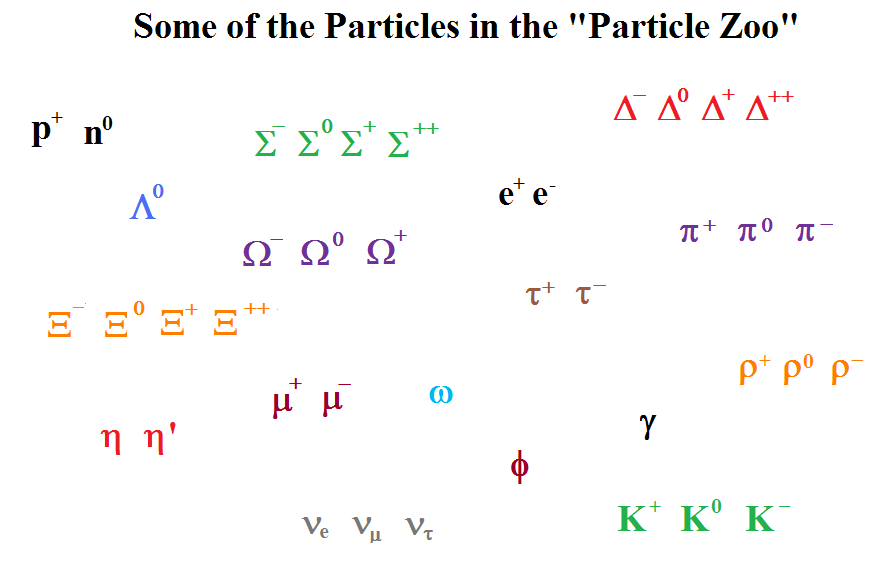 Some of the Particles in the "Particle Zoo"
Δ⁻ Δ⁰ Δ⁺ Δ⁺⁺
p⁺ n⁰
Σ⁻ Σ⁰ Σ⁺ Σ⁺⁺
Λ⁰
e⁺ e⁻
π⁺ π⁰ π⁻
Ω⁻ Ω⁰ Ω⁺
τ⁺ τ⁻
Ξ⁻ Ξ⁰ Ξ⁺ Ξ⁺⁺
ρ⁺ ρ⁰ ρ⁻
μ⁺ μ⁻
ω
γ
η η'
ϕ
νₑ ν_μ ν_τ
K⁺ K⁰ K⁻